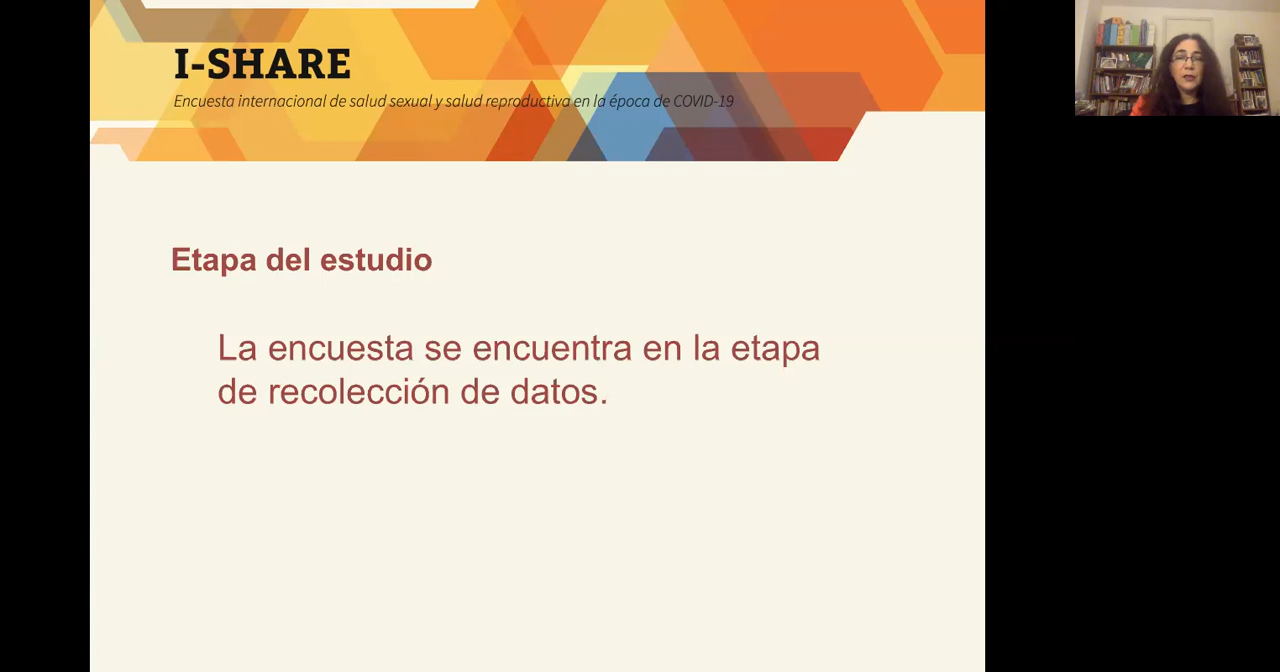 I-SHARE
Encuesta internacional de salud sexual y salud reproductiva en la época de COVID-19
Etapa del estudio
La encuesta se encuentra en la etapa
de recolección de datos.